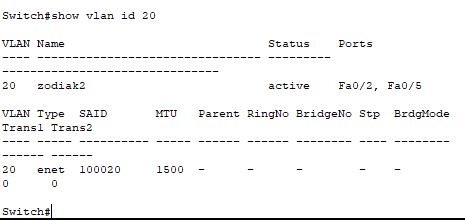 Switch#show vlan id 20
VLAN Name                             Status    Ports
---- -------------------------------- --------- -------------------------------
20   zodiak2                          active    Fa0/2, Fa0/5
VLAN Type  SAID       MTU   Parent RingNo BridgeNo Stp  BrdgMode
Trans1 Trans2
---- ----- ---------- ----- ------ ------ -------- ---- --------
------ ------
20   enet  100020     1500  -      -      -        -    -
0      0
Switch#